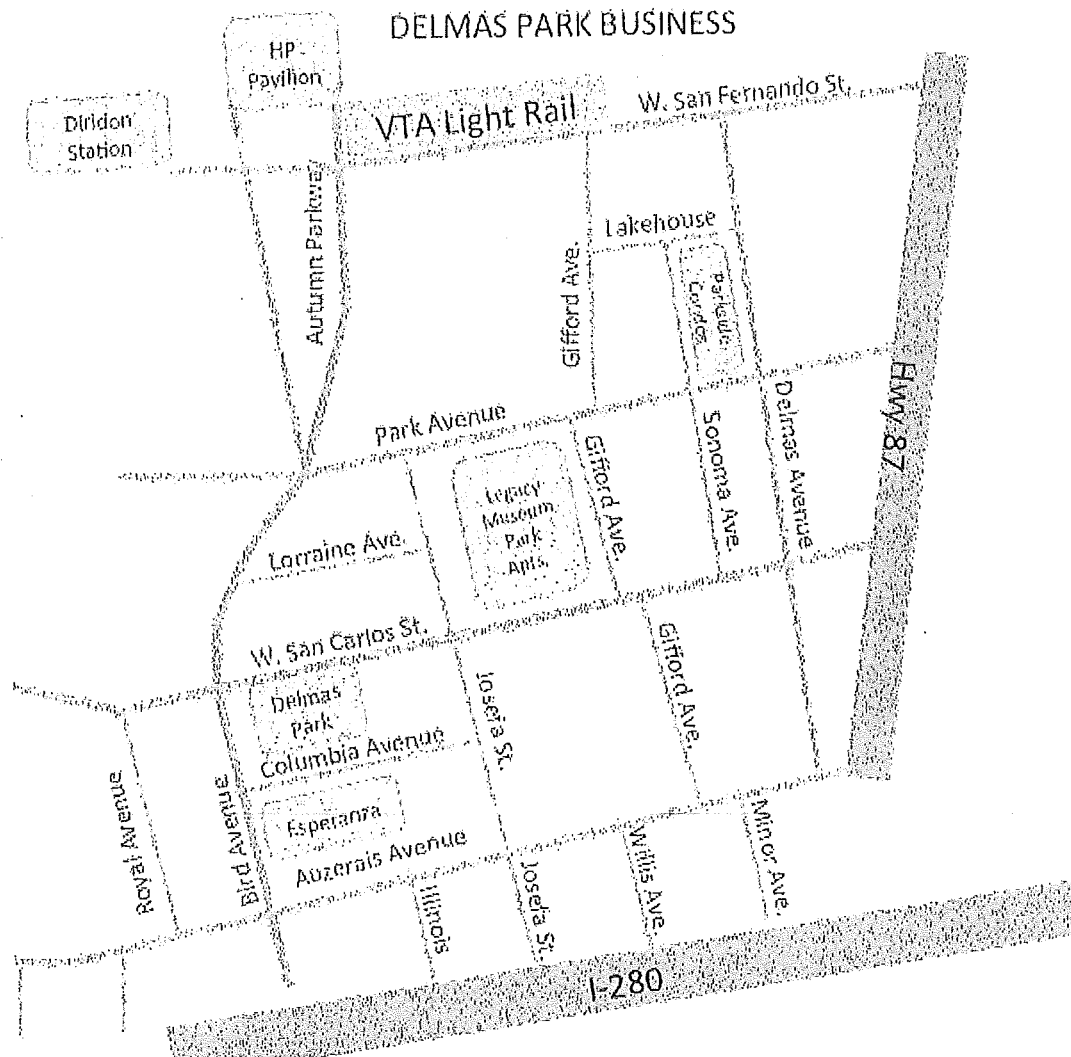 DELMAS PARK BUSINESS
HP
Pavilion
Diridon
Station
VTA Light Rail
W. San Fernando St.
Autumn Parkway
Gifford Ave.
Lakehouse
Parkside
Condos
Hwy 87
Park Avenue
Delmas Avenue
Sonoma Ave.
Gifford Ave.
Legacy
Museum
Park
Apts.
Lorraine Ave.
W. San Carlos St.
Gifford Ave.
Josefa St.
Delmas
Park
Columbia Avenue
Royal Avenue
Bird Avenue
Esperanza
Auzerais Avenue
Illinois
Josefa St.
Willis Ave.
Minor Ave.
I-280